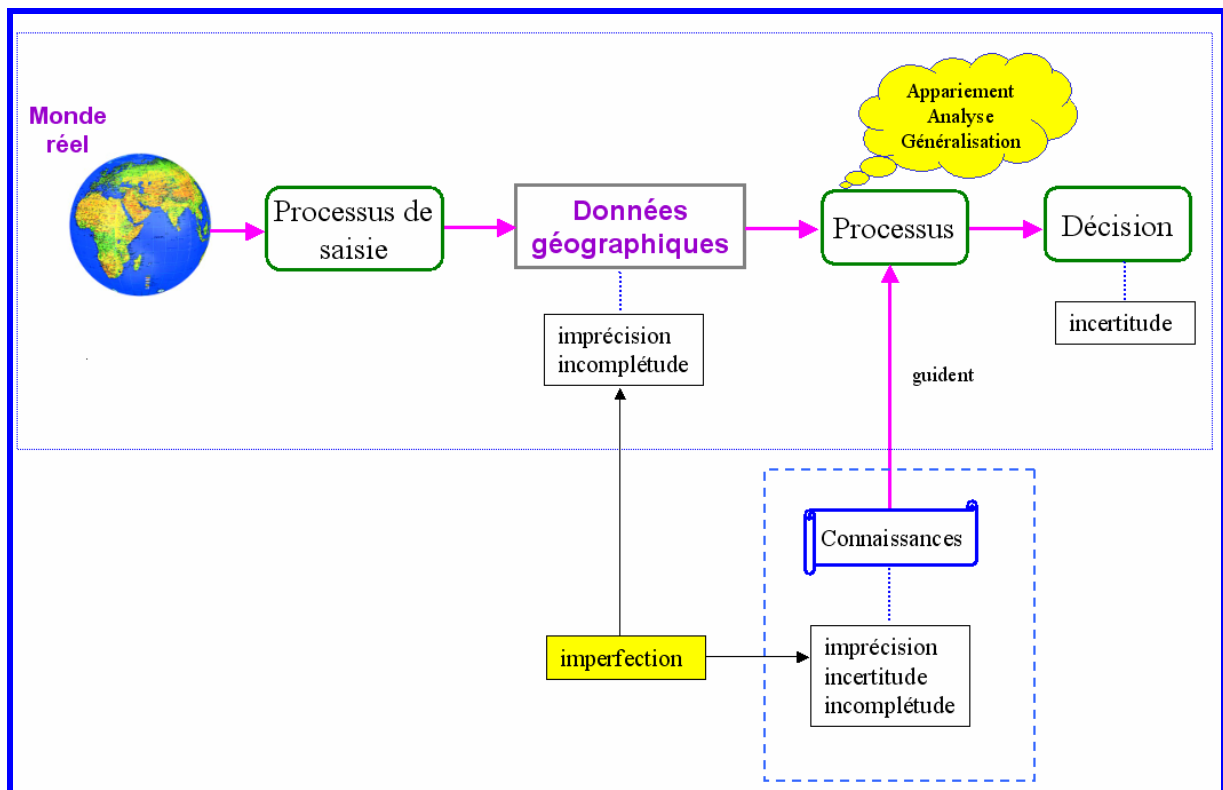 Appariement
Analyse
Généralisation
Monde
réel
Processus de
saisie
Données
géographiques
Processus
Décision
imprécision
incomplétude
incertitude
guident
Connaissances
imperfection
imprécision
incertitude
incomplétude